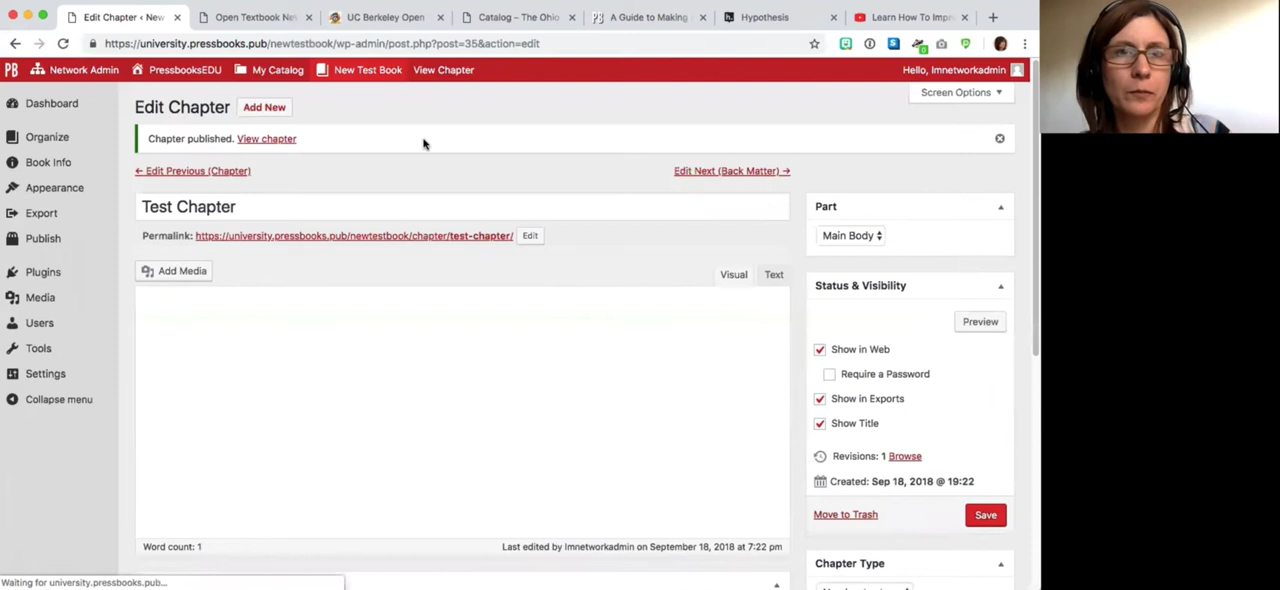 Edit Chapter ‹ New
Open Textbook Ne
UC Berkeley Open
Catalog – The Ohio
A Guide to Making
Hypothesis
Learn How To Impr
https://university.pressbooks.pub/newtestbook/wp-admin/post.php?post=35&action=edit
Network Admin PressbooksEDU My Catalog New Test Book View Chapter Hello, lmnetworkadmin
Dashboard
Organize
Book Info
Appearance
Export
Publish
Plugins
Media
Users
Tools
Settings
Collapse menu
Edit Chapter Add New
Screen Options ▼
Chapter published. View chapter
← Edit Previous (Chapter) Edit Next (Back Matter) →
Test Chapter
Permalink: https://university.pressbooks.pub/newtestbook/chapter/test-chapter/ Edit
Add Media
Visual Text
Word count: 1 Last edited by lmnetworkadmin on September 18, 2018 at 7:22 pm
Part
Main Body
Status & Visibility
Preview
Show in Web
Require a Password
Show in Exports
Show Title
Revisions: 1 Browse
Created: Sep 18, 2018 @ 19:22
Move to Trash Save
Chapter Type
Waiting for university.pressbooks.pub...